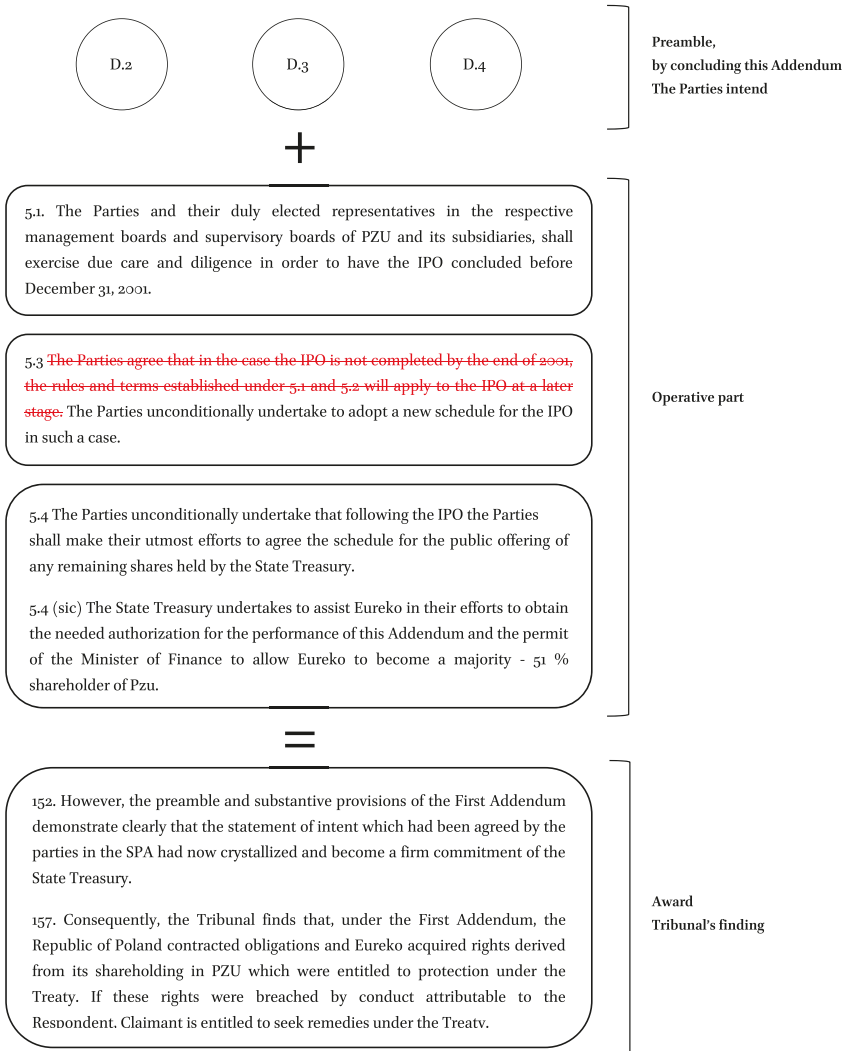 D.2
D.3
D.4
Preamble,
by concluding this Addendum
The Parties intend
+
5.1. The Parties and their duly elected representatives in the respective
management boards and supervisory boards of PZU and its subsidiaries, shall
exercise due care and diligence in order to have the IPO concluded before
December 31, 2001.
5.3 The Parties agree that in the case the IPO is not completed by the end of 2001,
the rules and terms established under 5.1 and 5.2 will apply to the IPO at a later
stage. The Parties unconditionally undertake to adopt a new schedule for the IPO
in such a case.
Operative part
5.4 The Parties unconditionally undertake that following the IPO the Parties
shall make their utmost efforts to agree the schedule for the public offering of
any remaining shares held by the State Treasury.
5.4 (sic) The State Treasury undertakes to assist Eureko in their efforts to obtain
the needed authorization for the performance of this Addendum and the permit
of the Minister of Finance to allow Eureko to become a majority - 51 %
shareholder of Pzu.
=
152. However, the preamble and substantive provisions of the First Addendum
demonstrate clearly that the statement of intent which had been agreed by the
parties in the SPA had now crystallized and become a firm commitment of the
State Treasury.
157. Consequently, the Tribunal finds that, under the First Addendum, the
Republic of Poland contracted obligations and Eureko acquired rights derived
from its shareholding in PZU which were entitled to protection under the
Treaty. If these rights were breached by conduct attributable to the
Respondent, Claimant is entitled to seek remedies under the Treaty.
Award
Tribunal's finding